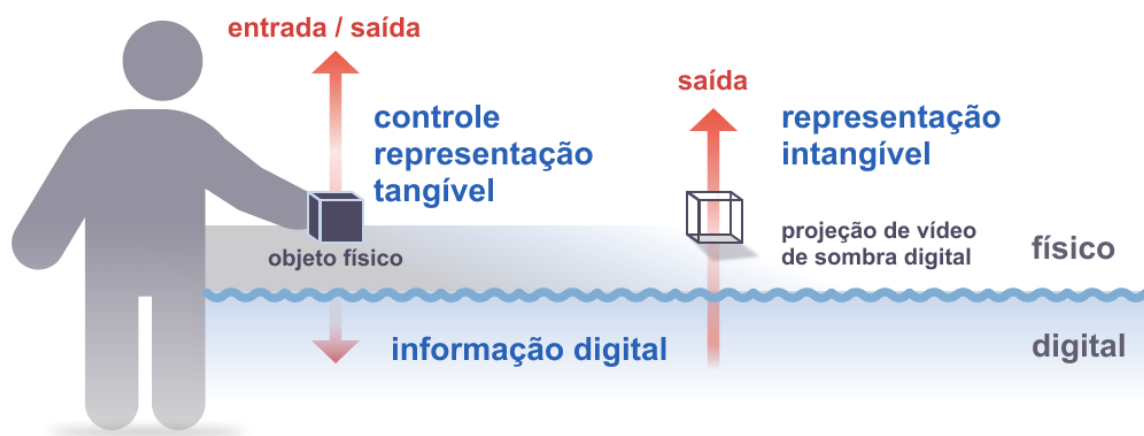 entrada / saída
controle
representação
tangível
objeto físico
saída
representação
intangível
projeção de vídeo
de sombra digital
físico
informação digital
digital